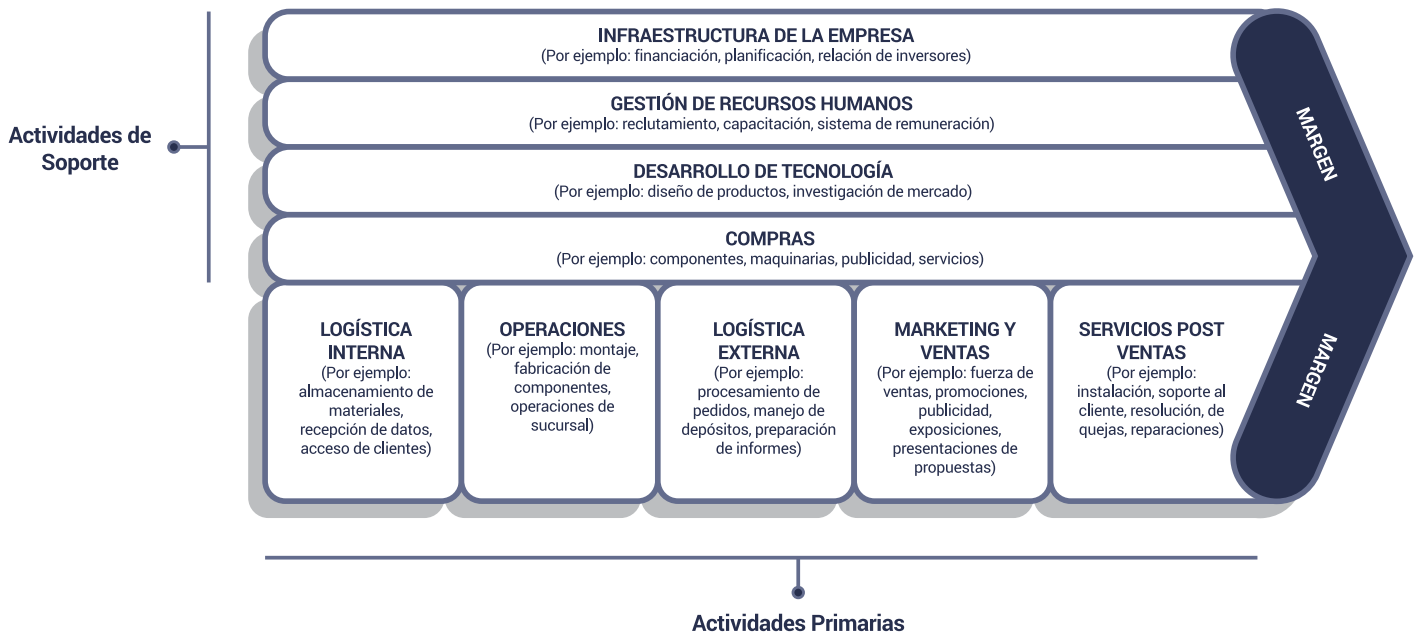 INFRAESTRUCTURA DE LA EMPRESA
(Por ejemplo: financiación, planificación, relación de inversores)
GESTIÓN DE RECURSOS HUMANOS
(Por ejemplo: reclutamiento, capacitación, sistema de remuneración)
Actividades de
Soporte
DESARROLLO DE TECNOLOGÍA
(Por ejemplo: diseño de productos, investigación de mercado)
COMPRAS
(Por ejemplo: componentes, maquinarias, publicidad, servicios)
MARGEN
LOGÍSTICA
INTERNA
(Por ejemplo:
almacenamiento de
materiales,
recepción de datos,
acceso de clientes)
OPERACIONES
(Por ejemplo: montaje,
fabricación de
componentes,
operaciones de
sucursal)
LOGÍSTICA
EXTERNA
(Por ejemplo:
procesamiento de
pedidos, manejo de
depósitos, preparación
de informes)
MARKETING Y
VENTAS
(Por ejemplo: fuerza de
ventas, promociones,
publicidad,
exposiciones,
presentaciones de
propuestas)
SERVICIOS POST
VENTAS
(Por ejemplo:
instalación, soporte al
cliente, resolución, de
quejas, reparaciones)
MARGEN
Actividades Primarias